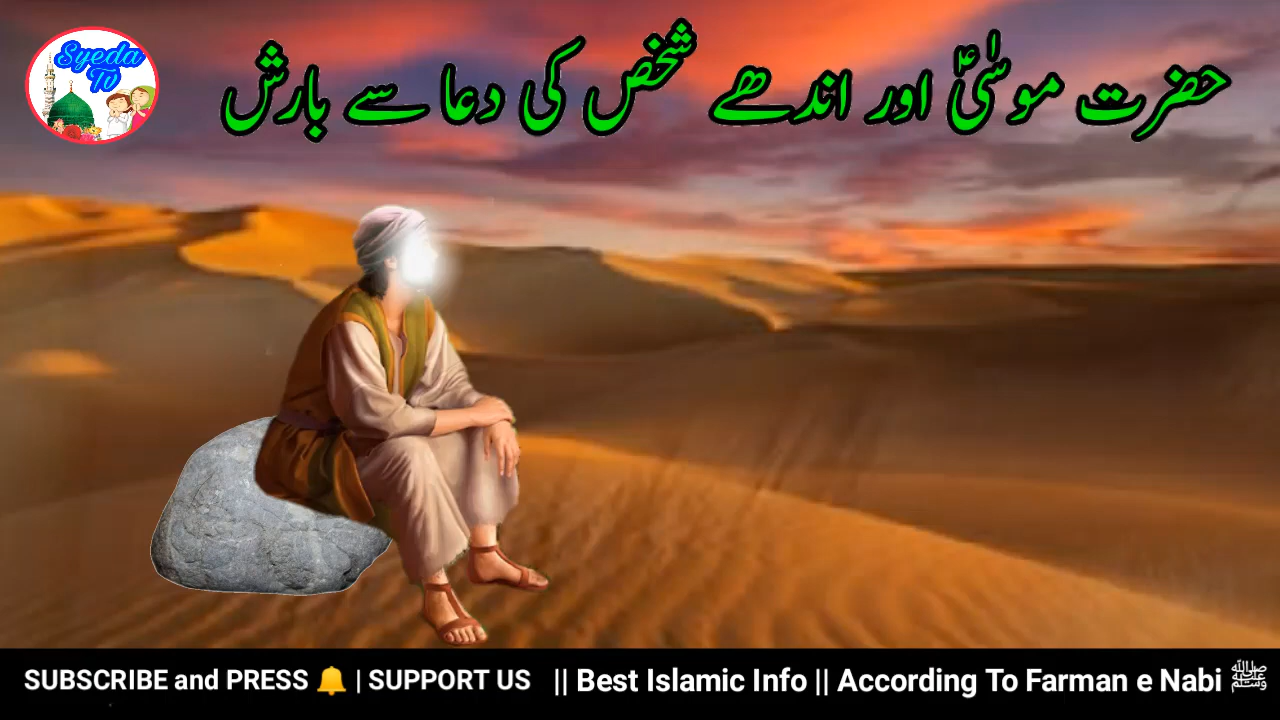 Syeda
Tv
حضرت موسٰیؑ اور اندھے شخص کی دعا سے بارش
SUBSCRIBE and PRESS 🔔 | SUPPORT US || Best Islamic Info || According To Farman e Nabi ﷺ